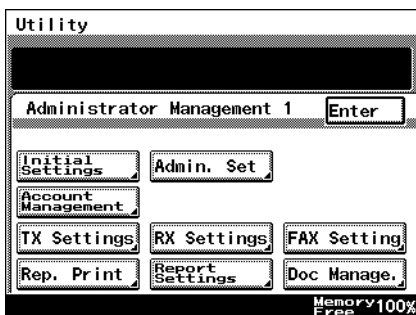 Utility
Administrator Management 1
Enter
Initial
Settings
Admin. Set
Account
Management
TX Settings
RX Settings
FAX Setting
Rep. Print
Report
Settings
Doc Manage.
Memory
Free
100%